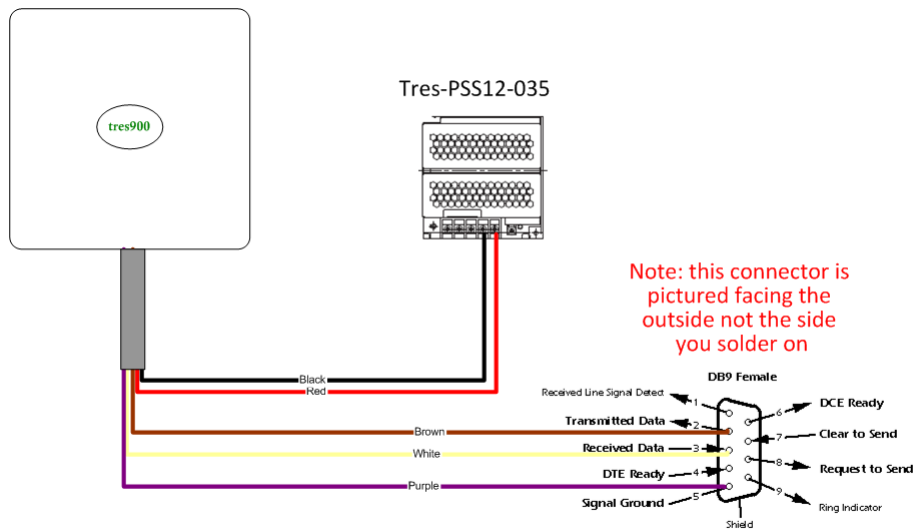 Tres-PSS12-035
tres900
Note: this connector is
pictured facing the
outside not the side
you solder on
DB9 Female
Black
Red
Brown
White
Purple
Received Line Signal Detect
1
Transmitted Data
2
Received Data
3
DTE Ready
4
Signal Ground
5
6
DCE Ready
7
Clear to Send
8
Request to Send
9
Ring Indicator
Shield